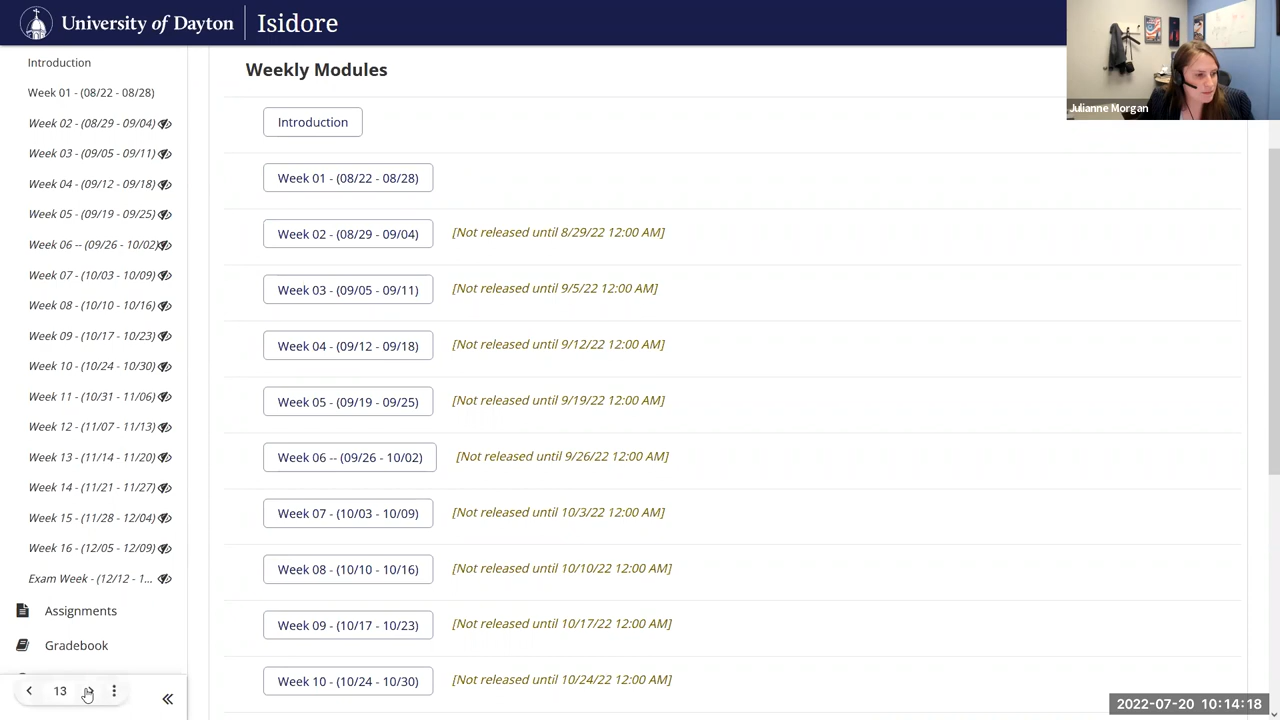 University of Dayton | Isidore
Introduction
Week 01 - (08/22 - 08/28)
Week 02 - (08/29 - 09/04)
Week 03 - (09/05 - 09/11)
Week 04 - (09/12 - 09/18)
Week 05 - (09/19 - 09/25)
Week 06 -- (09/26 - 10/02)
Week 07 - (10/03 - 10/09)
Week 08 - (10/10 - 10/16)
Week 09 - (10/17 - 10/23)
Week 10 - (10/24 - 10/30)
Week 11 - (10/31 - 11/06)
Week 12 - (11/07 - 11/13)
Week 13 - (11/14 - 11/20)
Week 14 - (11/21 - 11/27)
Week 15 - (11/28 - 12/04)
Week 16 - (12/05 - 12/09)
Exam Week - (12/12 - 1...
Assignments
Gradebook
13
Weekly Modules
Introduction
Week 01 - (08/22 - 08/28)
Week 02 - (08/29 - 09/04) [Not released until 8/29/22 12:00 AM]
Week 03 - (09/05 - 09/11) [Not released until 9/5/22 12:00 AM]
Week 04 - (09/12 - 09/18) [Not released until 9/12/22 12:00 AM]
Week 05 - (09/19 - 09/25) [Not released until 9/19/22 12:00 AM]
Week 06 -- (09/26 - 10/02) [Not released until 9/26/22 12:00 AM]
Week 07 - (10/03 - 10/09) [Not released until 10/3/22 12:00 AM]
Week 08 - (10/10 - 10/16) [Not released until 10/10/22 12:00 AM]
Week 09 - (10/17 - 10/23) [Not released until 10/17/22 12:00 AM]
Week 10 - (10/24 - 10/30) [Not released until 10/24/22 12:00 AM]
Julianne Morgan
2022-07-20 10:14:18